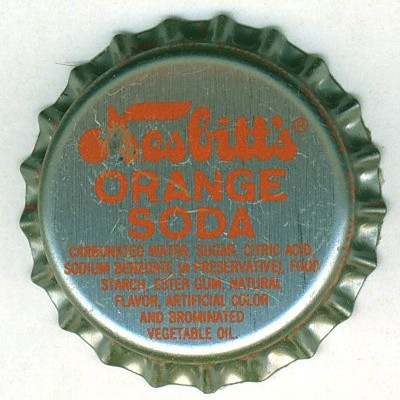 Nesbitt's®
ORANGE
SODA
CARBONATED WATER, SUGAR, CITRIC ACID,
SODIUM BENZOATE (A PRESERVATIVE), FOOD
STARCH, ESTER GUM, NATURAL
FLAVOR, ARTIFICIAL COLOR
AND BROMINATED
VEGETABLE OIL.